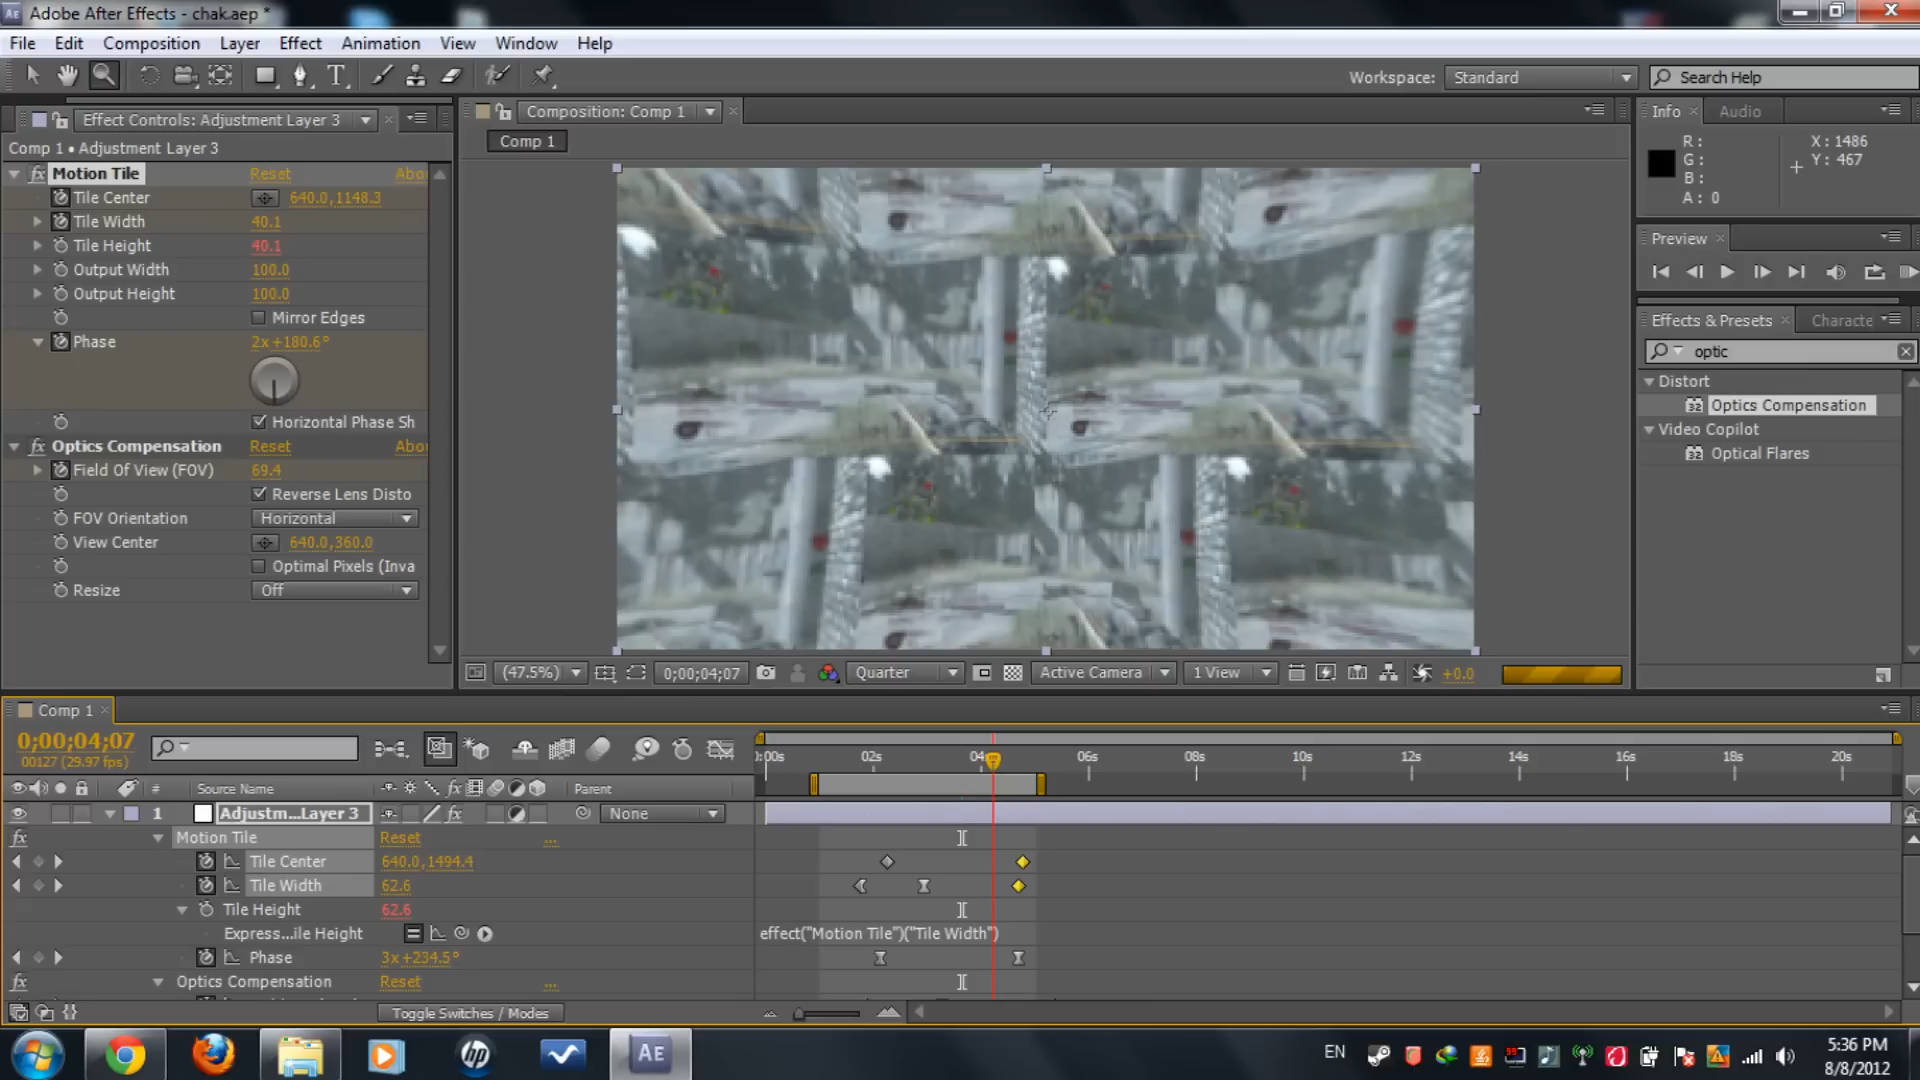 Adobe After Effects - chak.aep *
File Edit Composition Layer Effect Animation View Window Help
Workspace: Standard Search Help
Effect Controls: Adjustment Layer 3
Comp 1 • Adjustment Layer 3
Motion Tile Reset Abo
Tile Center 640.0,1148.3
Tile Width 40.1
Tile Height 40.1
Output Width 100.0
Output Height 100.0
Mirror Edges
Phase 2x+180.6°
Horizontal Phase Sh
Optics Compensation Reset Abo
Field Of View (FOV) 69.4
Reverse Lens Disto
FOV Orientation Horizontal
View Center 640.0,360.0
Optimal Pixels (Inva
Resize Off
Composition: Comp 1
Comp 1
(47.5%) 0;00;04;07 Quarter Active Camera 1 View +0.0
Info Audio
R: X: 1486
G: Y: 467
B:
A: 0
Preview
Effects & Presets Characte
optic
Distort
32 Optics Compensation
Video Copilot
32 Optical Flares
Comp 1
0;00;04;07
00127 (29.97 fps)
:00s 02s 04 06s 08s 10s 12s 14s 16s 18s 20s
# Source Name Parent
1 Adjustm...Layer 3 None
Motion Tile Reset ...
Tile Center 640.0,1494.4
Tile Width 62.6
Tile Height 62.6
Express...ile Height effect("Motion Tile")("Tile Width")
Phase 3x+234.5°
Optics Compensation Reset ...
Toggle Switches / Modes
hp AE EN 5:36 PM
8/8/2012